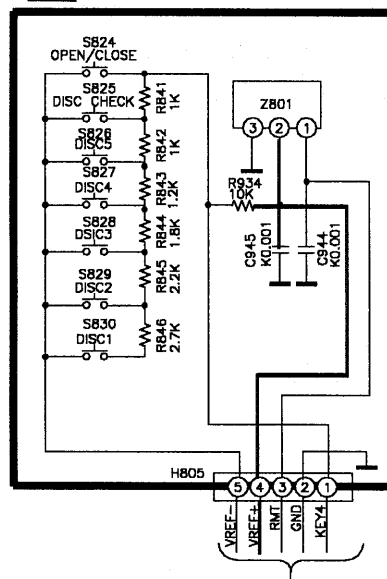 S824
OPEN/CLOSE
S825
DISC CHECK
S826
DISC5
S827
DISC4
S828
DSIC3
S829
DISC2
S830
DISC1
R841
1K
R842
1K
R843
1.2K
R844
1.8K
R845
2.2K
R846
2.7K
Z801
3 2 1
R934
10K
C945
K0.001
C944
K0.001
H805
5 4 3 2 1
VREF-
VREF+
RMT
GND
KEY4